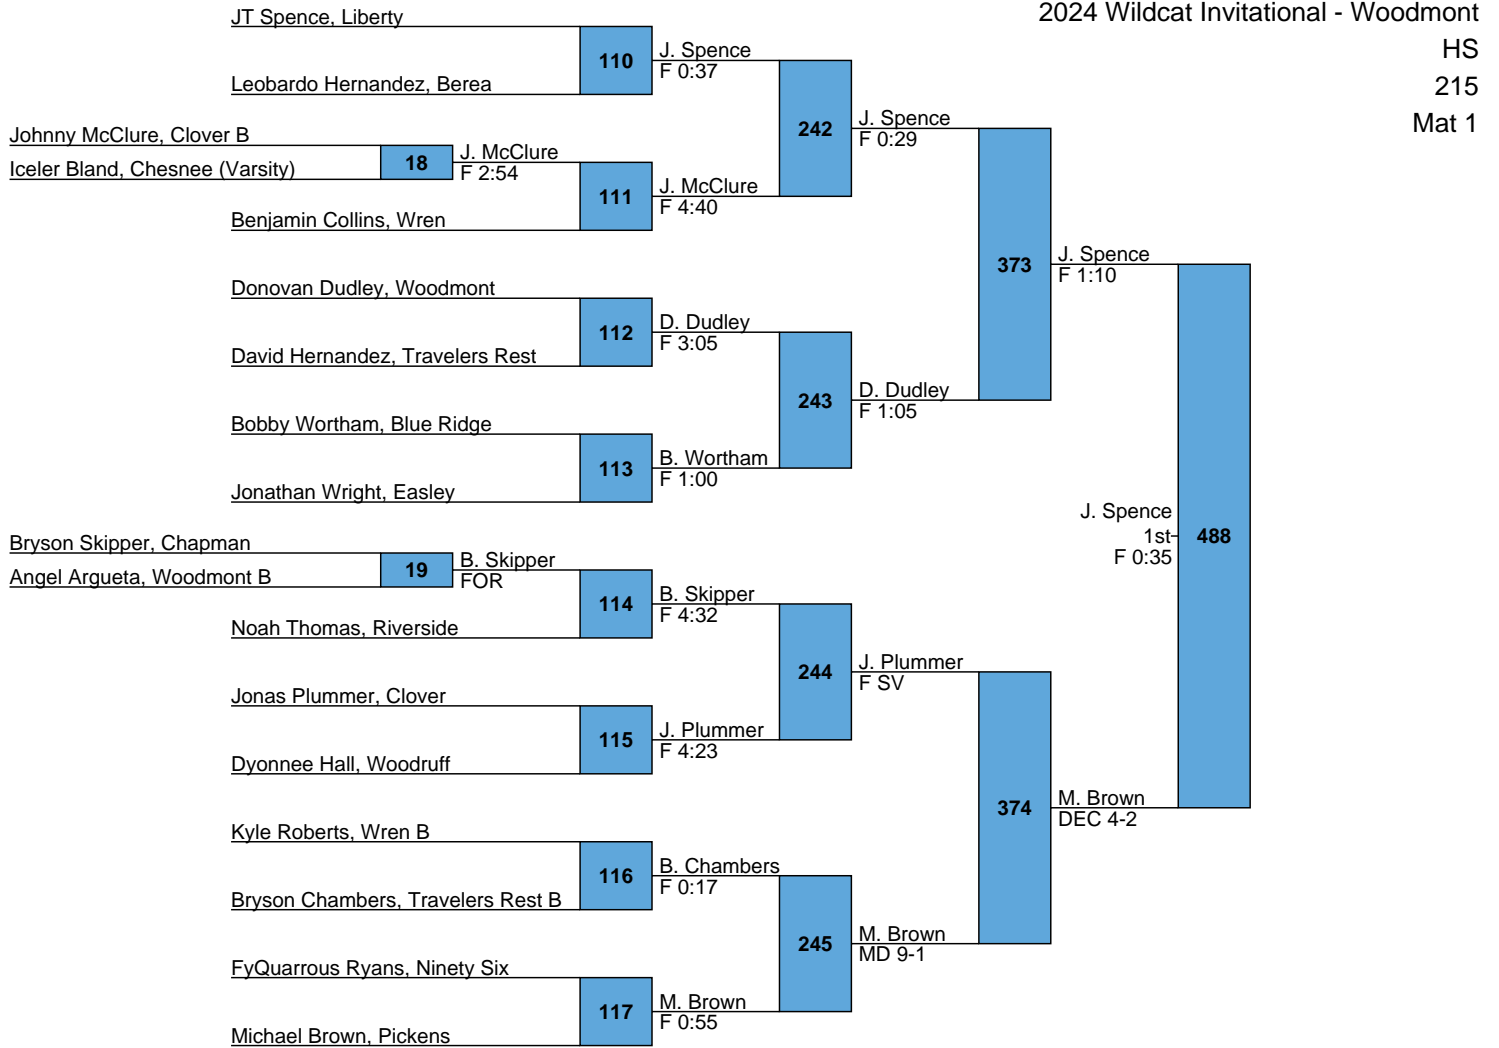 2024 Wildcat Invitational - Woodmont
HS
215
Mat 1
JT Spence, Liberty
110
J. Spence
F 0:37
Leobardo Hernandez, Berea
242
J. Spence
F 0:29
Johnny McClure, Clover B
18
J. McClure
F 2:54
Iceler Bland, Chesnee (Varsity)
111
J. McClure
F 4:40
Benjamin Collins, Wren
373
J. Spence
F 1:10
Donovan Dudley, Woodmont
112
D. Dudley
F 3:05
David Hernandez, Travelers Rest
243
D. Dudley
F 1:05
Bobby Wortham, Blue Ridge
113
B. Wortham
F 1:00
Jonathan Wright, Easley
J. Spence
1st
F 0:35
488
Bryson Skipper, Chapman
19
B. Skipper
FOR
Angel Argueta, Woodmont B
114
B. Skipper
F 4:32
Noah Thomas, Riverside
244
J. Plummer
F SV
Jonas Plummer, Clover
115
J. Plummer
F 4:23
Dyonnee Hall, Woodruff
374
M. Brown
DEC 4-2
Kyle Roberts, Wren B
116
B. Chambers
F 0:17
Bryson Chambers, Travelers Rest B
245
M. Brown
MD 9-1
FyQuarrous Ryans, Ninety Six
117
M. Brown
F 0:55
Michael Brown, Pickens